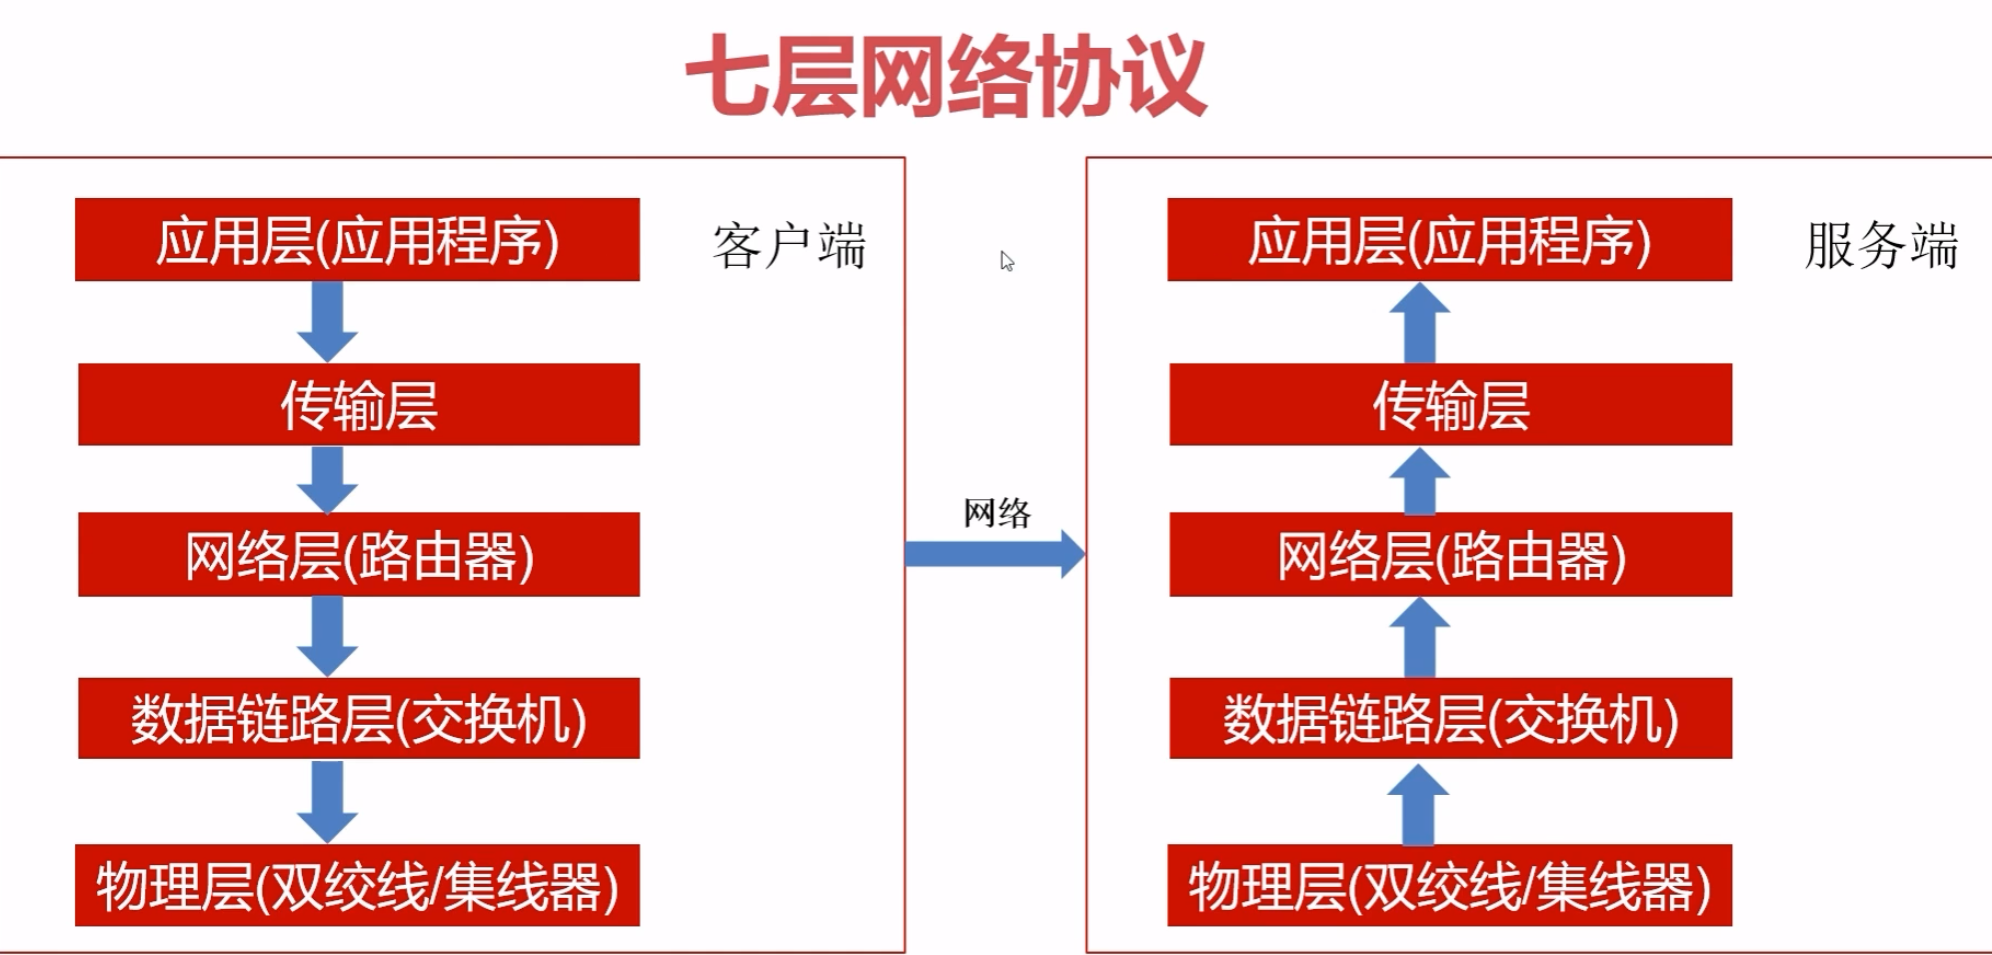 七层网络协议
应用层(应用程序)
客户端
传输层
网络层(路由器)
数据链路层(交换机)
物理层(双绞线/集线器)
网络
应用层(应用程序)
服务端
传输层
网络层(路由器)
数据链路层(交换机)
物理层(双绞线/集线器)